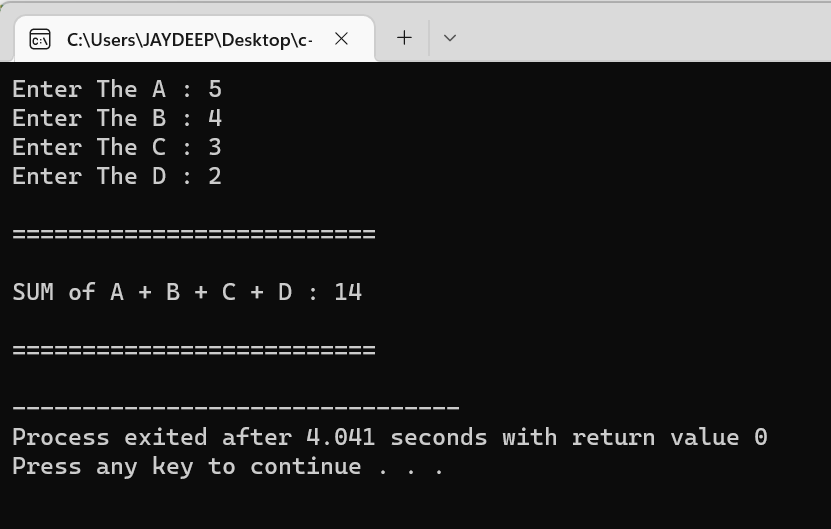 C:\Users\JAYDEEP\Desktop\c-
Enter The A : 5
Enter The B : 4
Enter The C : 3
Enter The D : 2
==========================
SUM of A + B + C + D : 14
==========================
--------------------------------
Process exited after 4.041 seconds with return value 0
Press any key to continue . . .